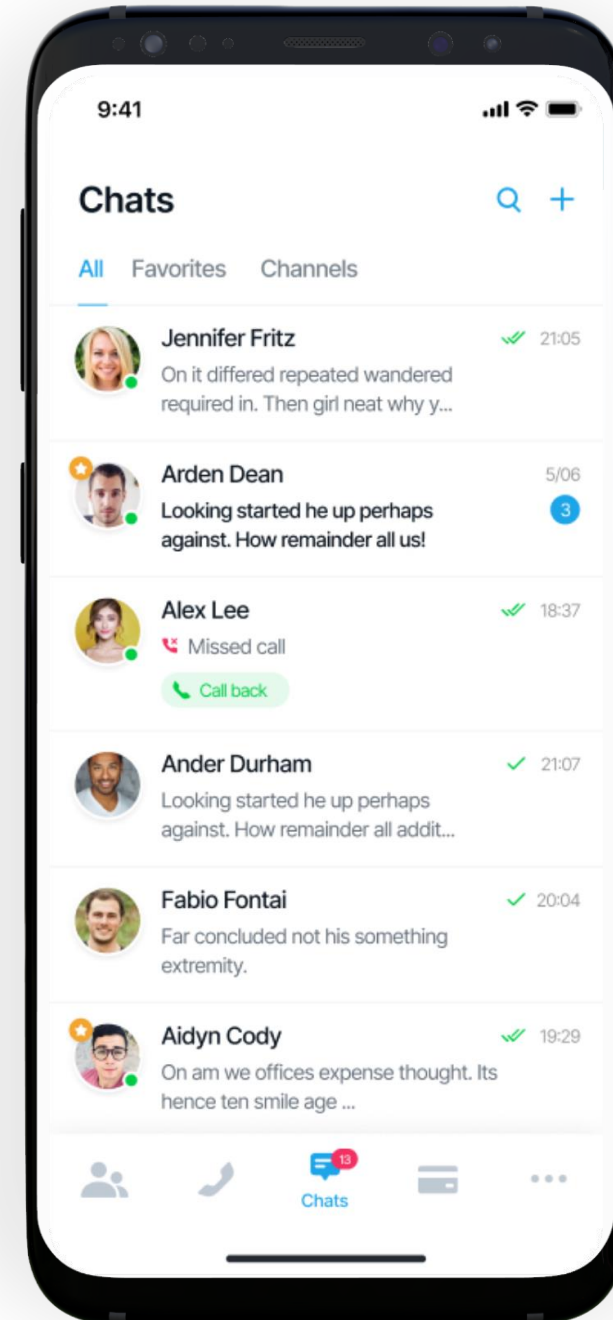 9:41
Chats
All Favorites Channels
Jennifer Fritz 21:05
On it differed repeated wandered
required in. Then girl neat why y...
Arden Dean 5/06
Looking started he up perhaps 3
against. How remainder all us!
Alex Lee 18:37
Missed call
Call back
Ander Durham 21:07
Looking started he up perhaps
against. How remainder all addit...
Fabio Fontai 20:04
Far concluded not his something
extremity.
Aidyn Cody 19:29
On am we offices expense thought. Its
hence ten smile age ...
13
Chats